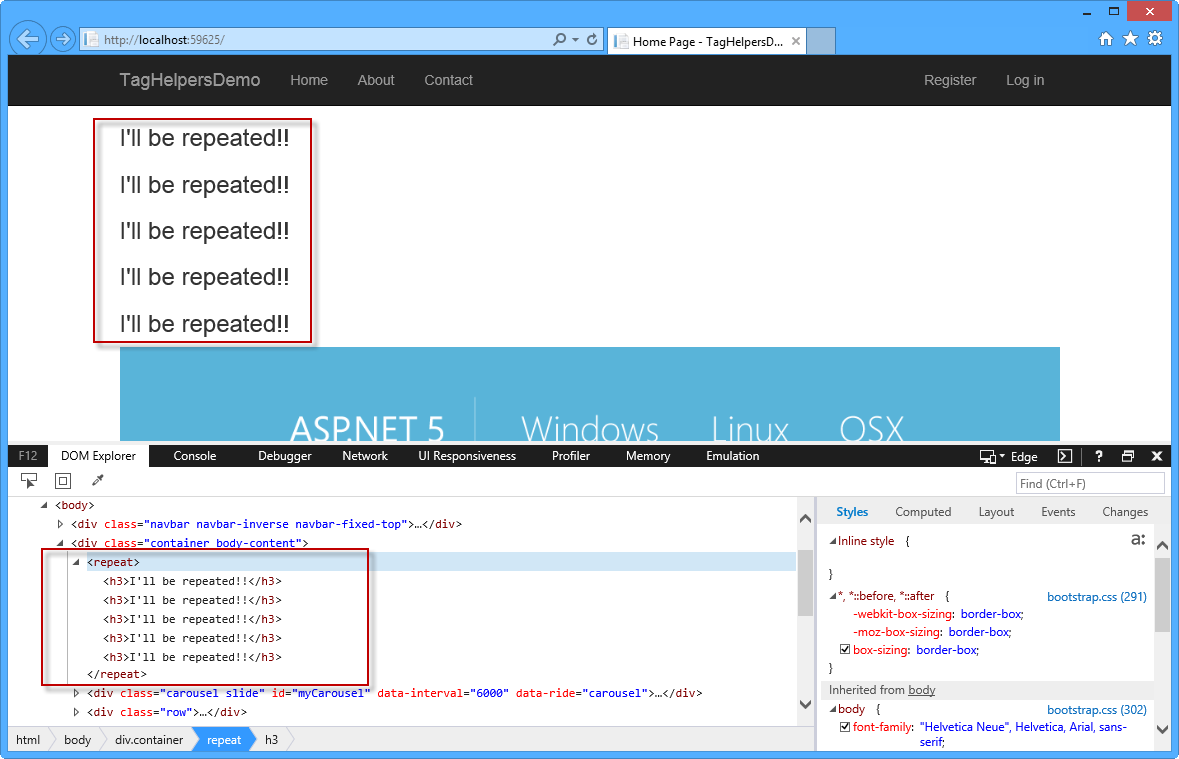 http://localhost:59625/
Home Page - TagHelpersD...
TagHelpersDemo Home About Contact Register Log in
I'll be repeated!!
I'll be repeated!!
I'll be repeated!!
I'll be repeated!!
I'll be repeated!!
ASP.NET 5 Windows Linux OSX
F12 DOM Explorer Console Debugger Network UI Responsiveness Profiler Memory Emulation Edge ?
Find (Ctrl+F)
<body>
<div class="navbar navbar-inverse navbar-fixed-top">...</div>
<div class="container body-content">
<repeat>
<h3>I'll be repeated!!</h3>
<h3>I'll be repeated!!</h3>
<h3>I'll be repeated!!</h3>
<h3>I'll be repeated!!</h3>
<h3>I'll be repeated!!</h3>
</repeat>
<div class="carousel slide" id="myCarousel" data-interval="6000" data-ride="carousel">...</div>
<div class="row">...</div>
html body div.container repeat h3
Styles Computed Layout Events Changes
Inline style {
a:
}
*, *::before, *::after { bootstrap.css (291)
-webkit-box-sizing: border-box;
-moz-box-sizing: border-box;
box-sizing: border-box;
}
Inherited from body
body { bootstrap.css (302)
font-family: "Helvetica Neue", Helvetica, Arial, sans-
serif;